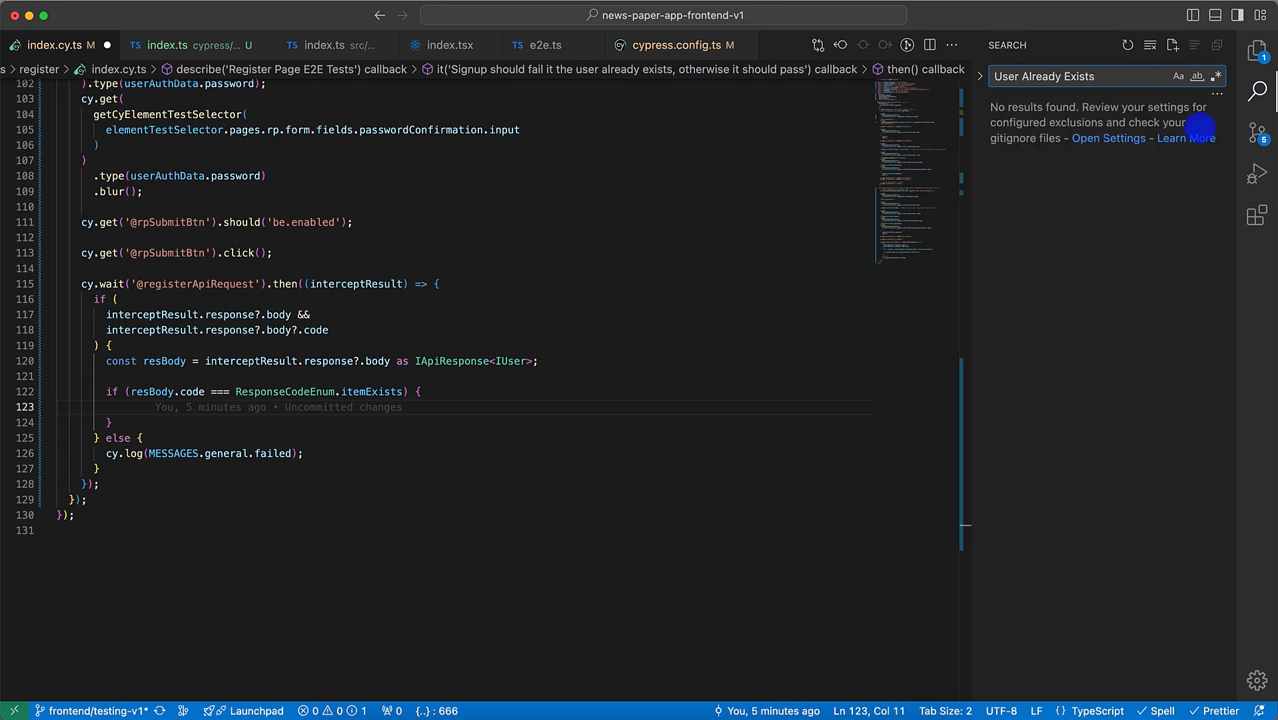 news-paper-app-frontend-v1
index.cy.ts M
index.ts cypress/... U
index.ts src/...
index.tsx
e2e.ts
cypress.config.ts M
SEARCH
s > register > index.cy.ts > describe('Register Page E2E Tests') callback > it('Signup should fail it the user already exists, otherwise it should pass') callback > then() callback
User Already Exists
Aa ab
No results found. Review your settings for
configured exclusions and check your
gitignore files - Open Settings - Learn More
1
5
102 ).type(userAuthData.password);
103 cy.get(
104 getCyElementTestSelector(
105 elementTestSelector.pages.rp.form.fields.passwordConfirmation.input
106 )
107 )
108 .type(userAuthData.password)
109 .blur();
110
111 cy.get('@rpSubmitBtn').should('be.enabled');
112
113 cy.get('@rpSubmitBtn').click();
114
115 cy.wait('@registerApiRequest').then((interceptResult) => {
116 if (
117 interceptResult.response?.body &&
118 interceptResult.response?.body?.code
119 ) {
120 const resBody = interceptResult.response?.body as IApiResponse<IUser>;
121
122 if (resBody.code === ResponseCodeEnum.itemExists) {
123 You, 5 minutes ago • Uncommitted changes
124 }
125 } else {
126 cy.log(MESSAGES.general.failed);
127 }
128 });
129 });
130 });
131
frontend/testing-v1* Launchpad 0 0 1 0 {..} : 666 You, 5 minutes ago Ln 123, Col 11 Tab Size: 2 UTF-8 LF {} TypeScript Spell Prettier